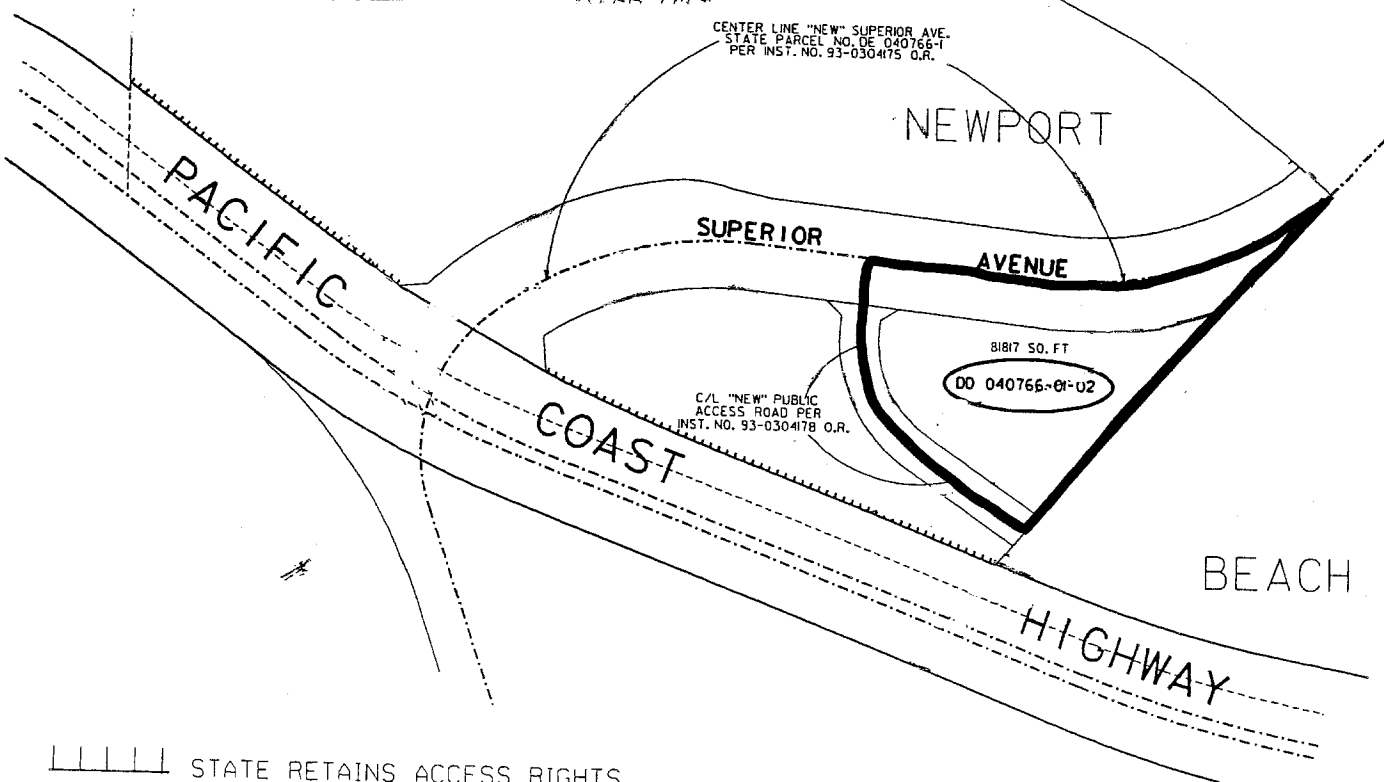 CENTER LINE "NEW" SUPERIOR AVE.
STATE PARCEL NO. DE 040766-1
PER INST. NO. 93-0304175 O.R.
NEWPORT
PACIFIC
SUPERIOR
AVENUE
81817 SQ. FT
DD 040766-01-02
C/L "NEW" PUBLIC
ACCESS ROAD PER
INST. NO. 93-0304178 O.R.
COAST
BEACH
HIGHWAY
STATE RETAINS ACCESS RIGHTS